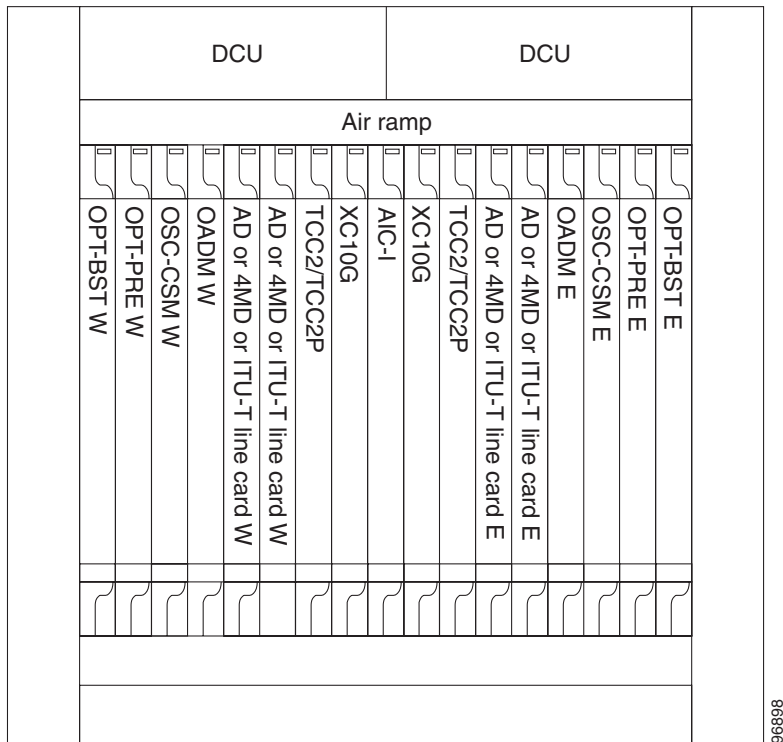 DCU
DCU
Air ramp
OPT-BST W
OPT-PRE W
OSC-CSM W
OADM W
AD or 4MD or ITU-T line card W
AD or 4MD or ITU-T line card W
TCC2/TCC2P
XC10G
AIC-I
XC10G
TCC2/TCC2P
AD or 4MD or ITU-T line card E
AD or 4MD or ITU-T line card E
OADM E
OSC-CSM E
OPT-PRE E
OPT-BST E
96898